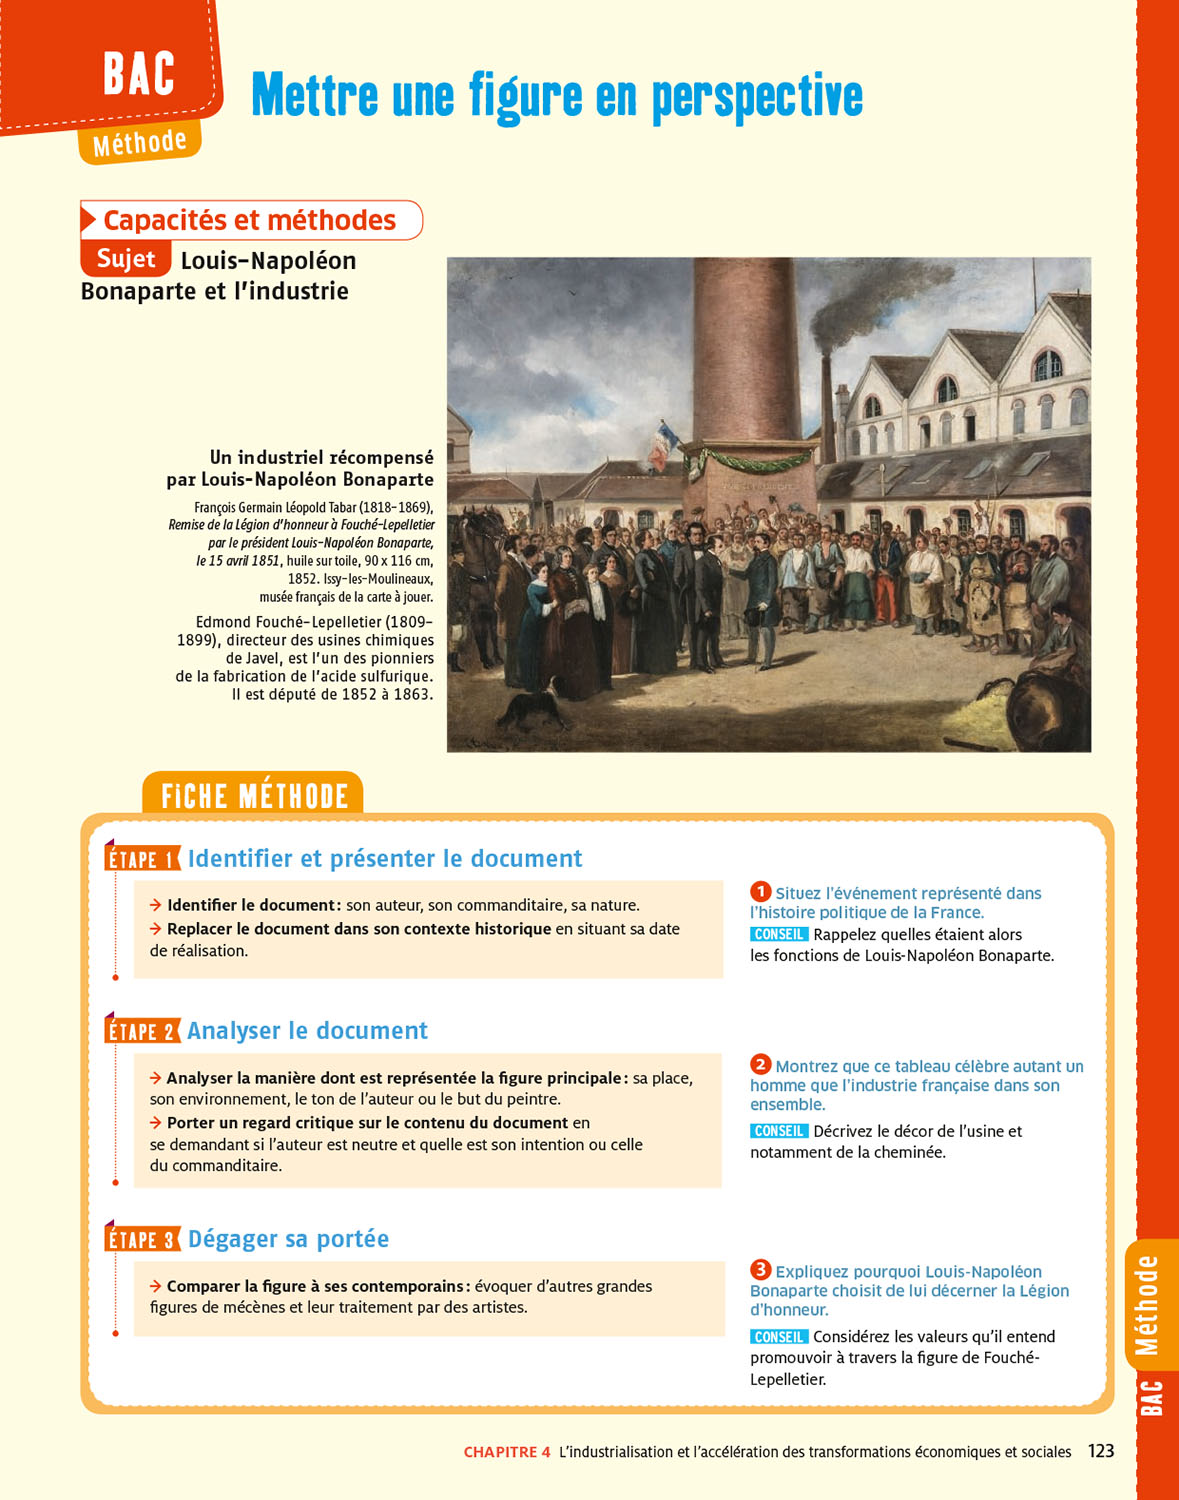 BAC
Méthode
Mettre une figure en perspective
Capacités et méthodes
Sujet Louis-Napoléon
Bonaparte et l'industrie
Un industriel récompensé
par Louis-Napoléon Bonaparte
François Germain Léopold Tabar (1818-1869),
Remise de la Légion d'honneur à Fouché-Lepelletier
par le président Louis-Napoléon Bonaparte,
le 15 avril 1851, huile sur toile, 90 x 116 cm,
1852. Issy-les-Moulineaux,
musée français de la carte à jouer.
Edmond Fouché-Lepelletier (1809-
1899), directeur des usines chimiques
de Javel, est l'un des pionniers
de la fabrication de l'acide sulfurique.
Il est député de 1852 à 1863.
FICHE MÉTHODE
ÉTAPE 1 Identifier et présenter le document
→ Identifier le document : son auteur, son commanditaire, sa nature.
→ Replacer le document dans son contexte historique en situant sa date
de réalisation.
1 Situez l'événement représenté dans
l'histoire politique de la France.
CONSEIL Rappelez quelles étaient alors
les fonctions de Louis-Napoléon Bonaparte.
ÉTAPE 2 Analyser le document
→ Analyser la manière dont est représentée la figure principale : sa place,
son environnement, le ton de l'auteur ou le but du peintre.
→ Porter un regard critique sur le contenu du document en
se demandant si l'auteur est neutre et quelle est son intention ou celle
du commanditaire.
2 Montrez que ce tableau célèbre autant un
homme que l'industrie française dans son
ensemble.
CONSEIL Décrivez le décor de l'usine et
notamment de la cheminée.
ÉTAPE 3 Dégager sa portée
→ Comparer la figure à ses contemporains : évoquer d'autres grandes
figures de mécènes et leur traitement par des artistes.
3 Expliquez pourquoi Louis-Napoléon
Bonaparte choisit de lui décerner la Légion
d'honneur.
CONSEIL Considérez les valeurs qu'il entend
promouvoir à travers la figure de Fouché-
Lepelletier.
BAC Méthode
CHAPITRE 4 L'industrialisation et l'accélération des transformations économiques et sociales 123